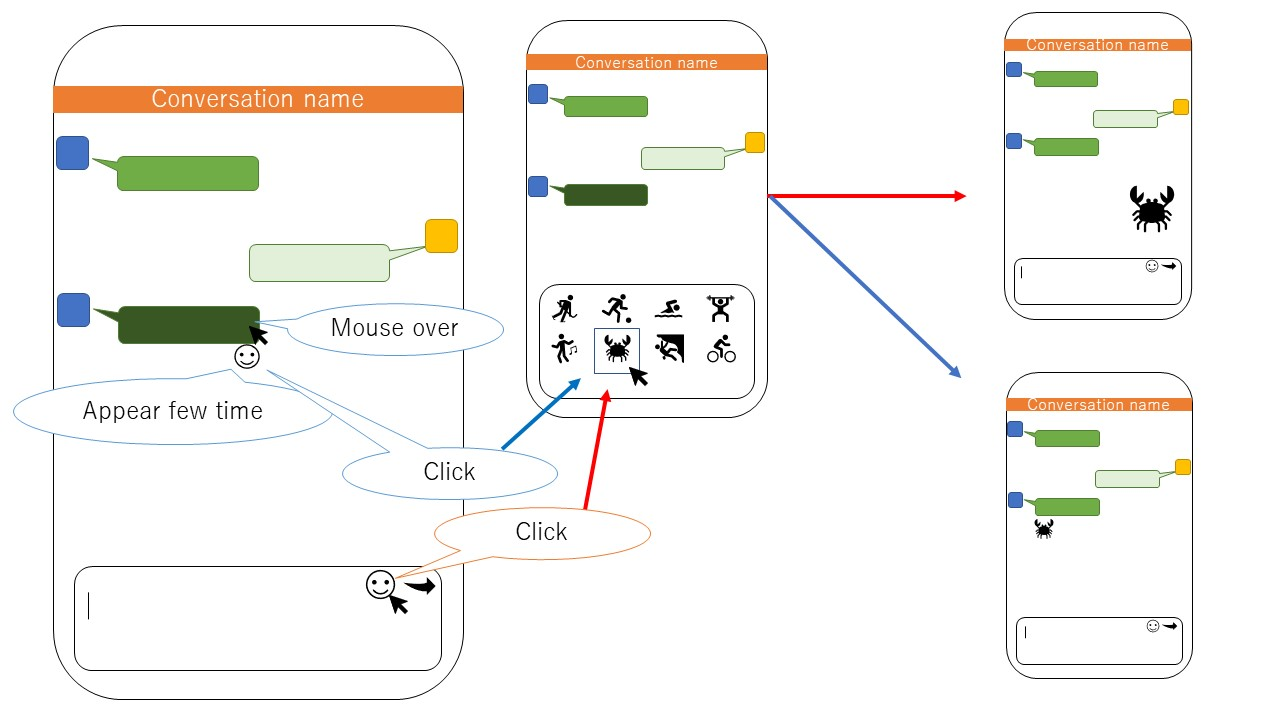 Conversation name
Mouse over
Appear few time
Click
Click
Conversation name
Conversation name
Conversation name